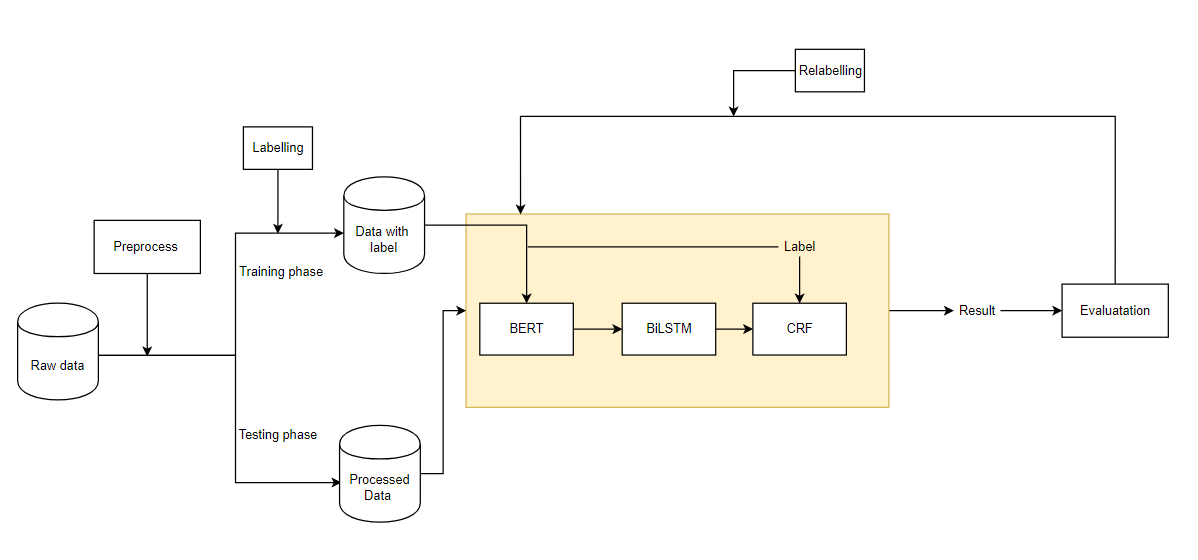 Relabelling
Labelling
Data with
label
Preprocess
Training phase
Label
Raw data
BERT
BiLSTM
CRF
Result
Evaluatation
Testing phase
Processed
Data